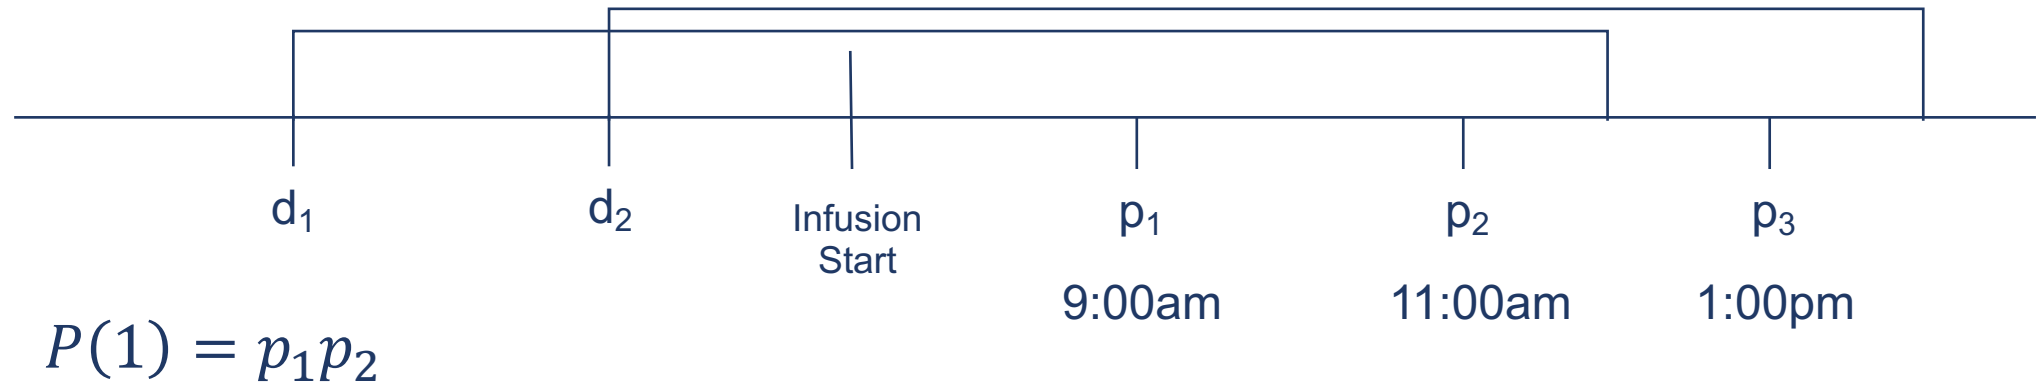 d₁ d₂ Infusion Start p₁ p₂ p₃
9:00am 11:00am 1:00pm
P(1) = p₁p₂